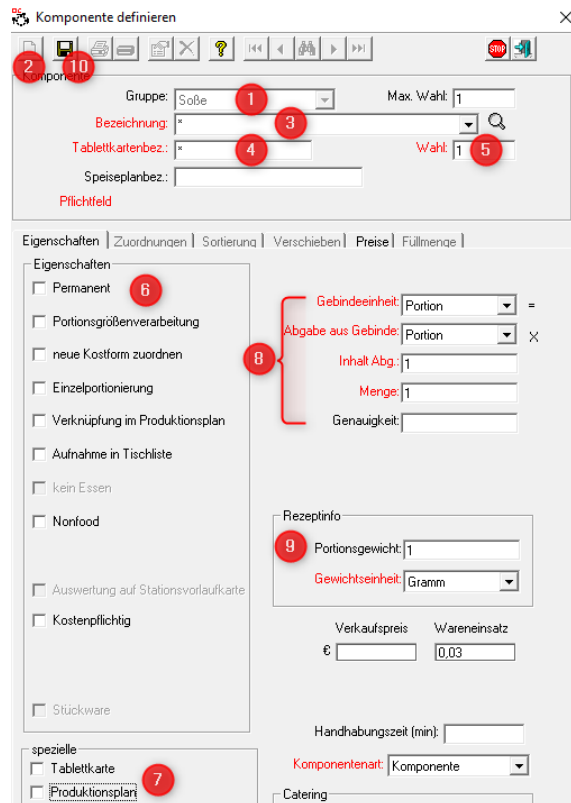 Komponente definieren
STOP
2 10
Komponente
Gruppe: Soße 1 Max. Wahl: 1
Bezeichnung: * 3
Tablettkartenbez.: * 4 Wahl: 1 5
Speiseplanbez.:
Pflichtfeld
Eigenschaften Zuordnungen Sortierung Verschieben Preise Füllmenge
Eigenschaften
Permanent 6
Gebindeeinheit: Portion =
Portionsgrößenverarbeitung
Abgabe aus Gebinde: Portion X
neue Kostform zuordnen 8
Inhalt Abg.: 1
Einzelportionierung
Menge: 1
Verknüpfung im Produktionsplan
Genauigkeit:
Aufnahme in Tischliste
kein Essen
Nonfood
Rezeptinfo
9 Portionsgewicht: 1
Gewichtseinheit: Gramm
Auswertung auf Stationsvorlaufkarte
Kostenpflichtig
Verkaufspreis Wareneinsatz
€ 0,03
Stückware
Handhabungszeit (min):
spezielle
Tablettkarte
Komponentenart: Komponente
Produktionsplan 7
Catering